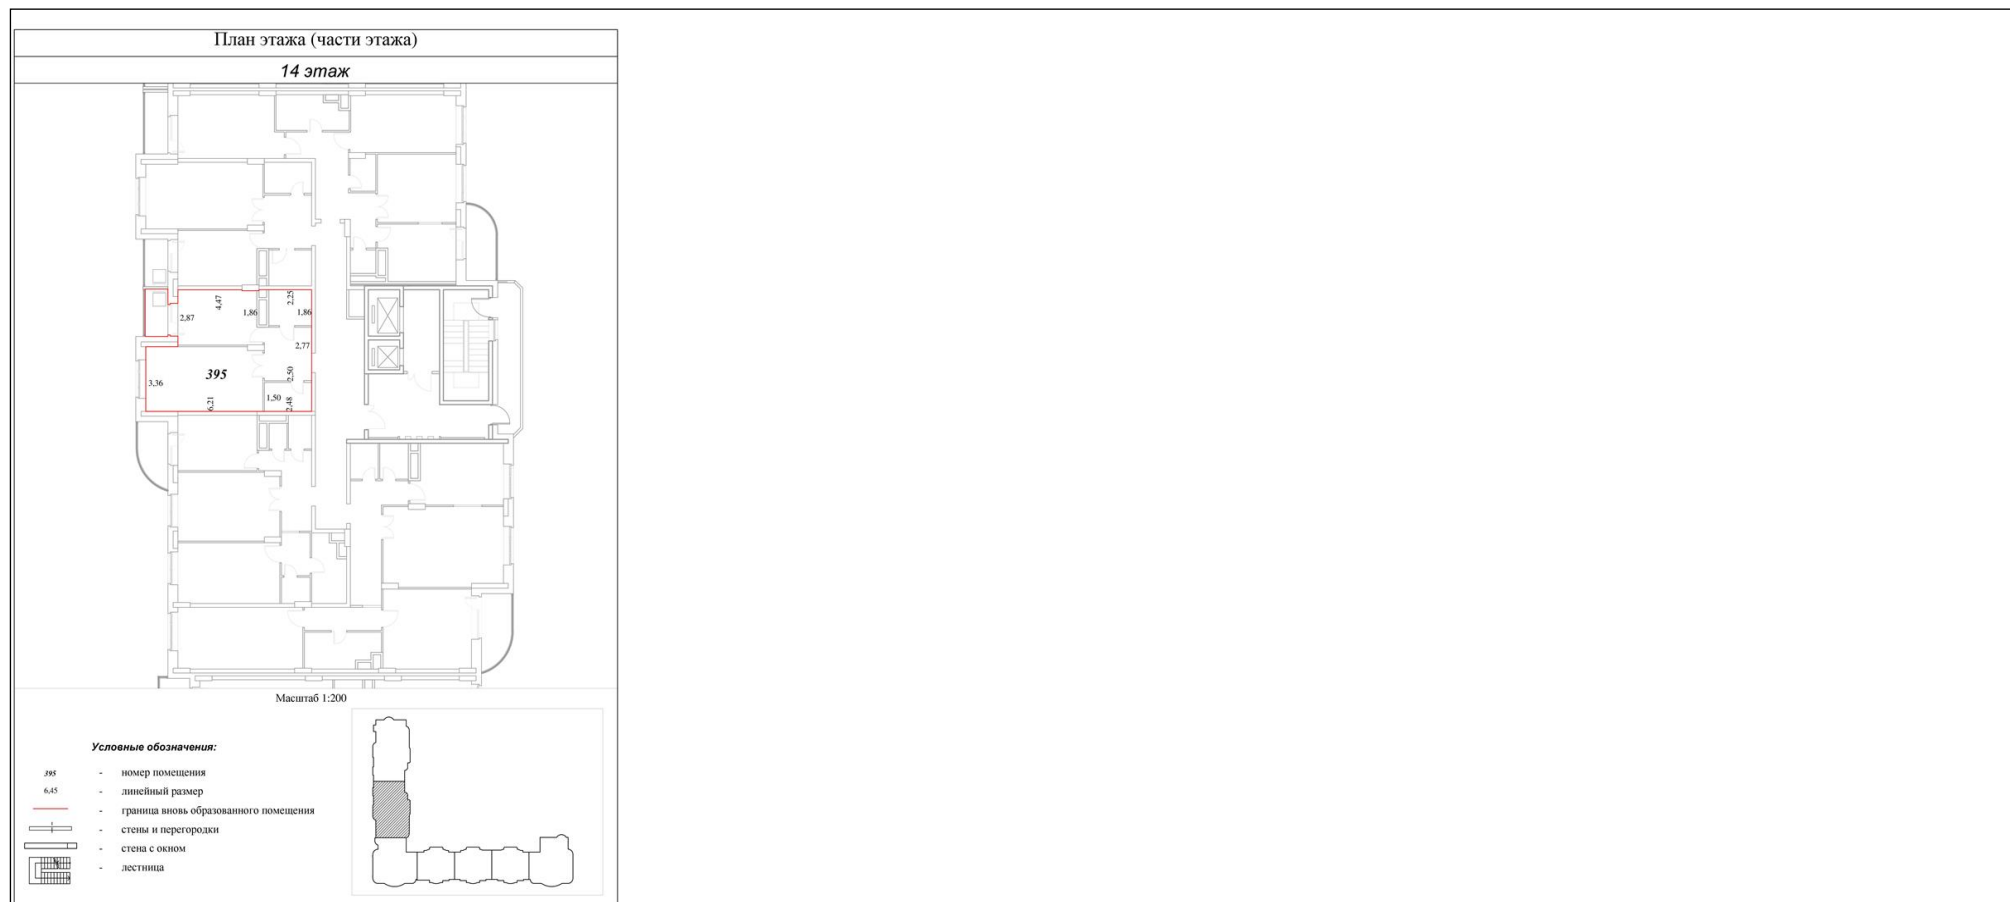 План этажа (части этажа)
14 этаж
4,47
2,25
2,87
1,86
1,86
2,77
395
3,36
2,50
6,21
1,50
2,48
Масштаб 1:200
Условные обозначения:
395 - номер помещения
6,45 - линейный размер
- граница вновь образованного помещения
- стены и перегородки
- стена с окном
- лестница